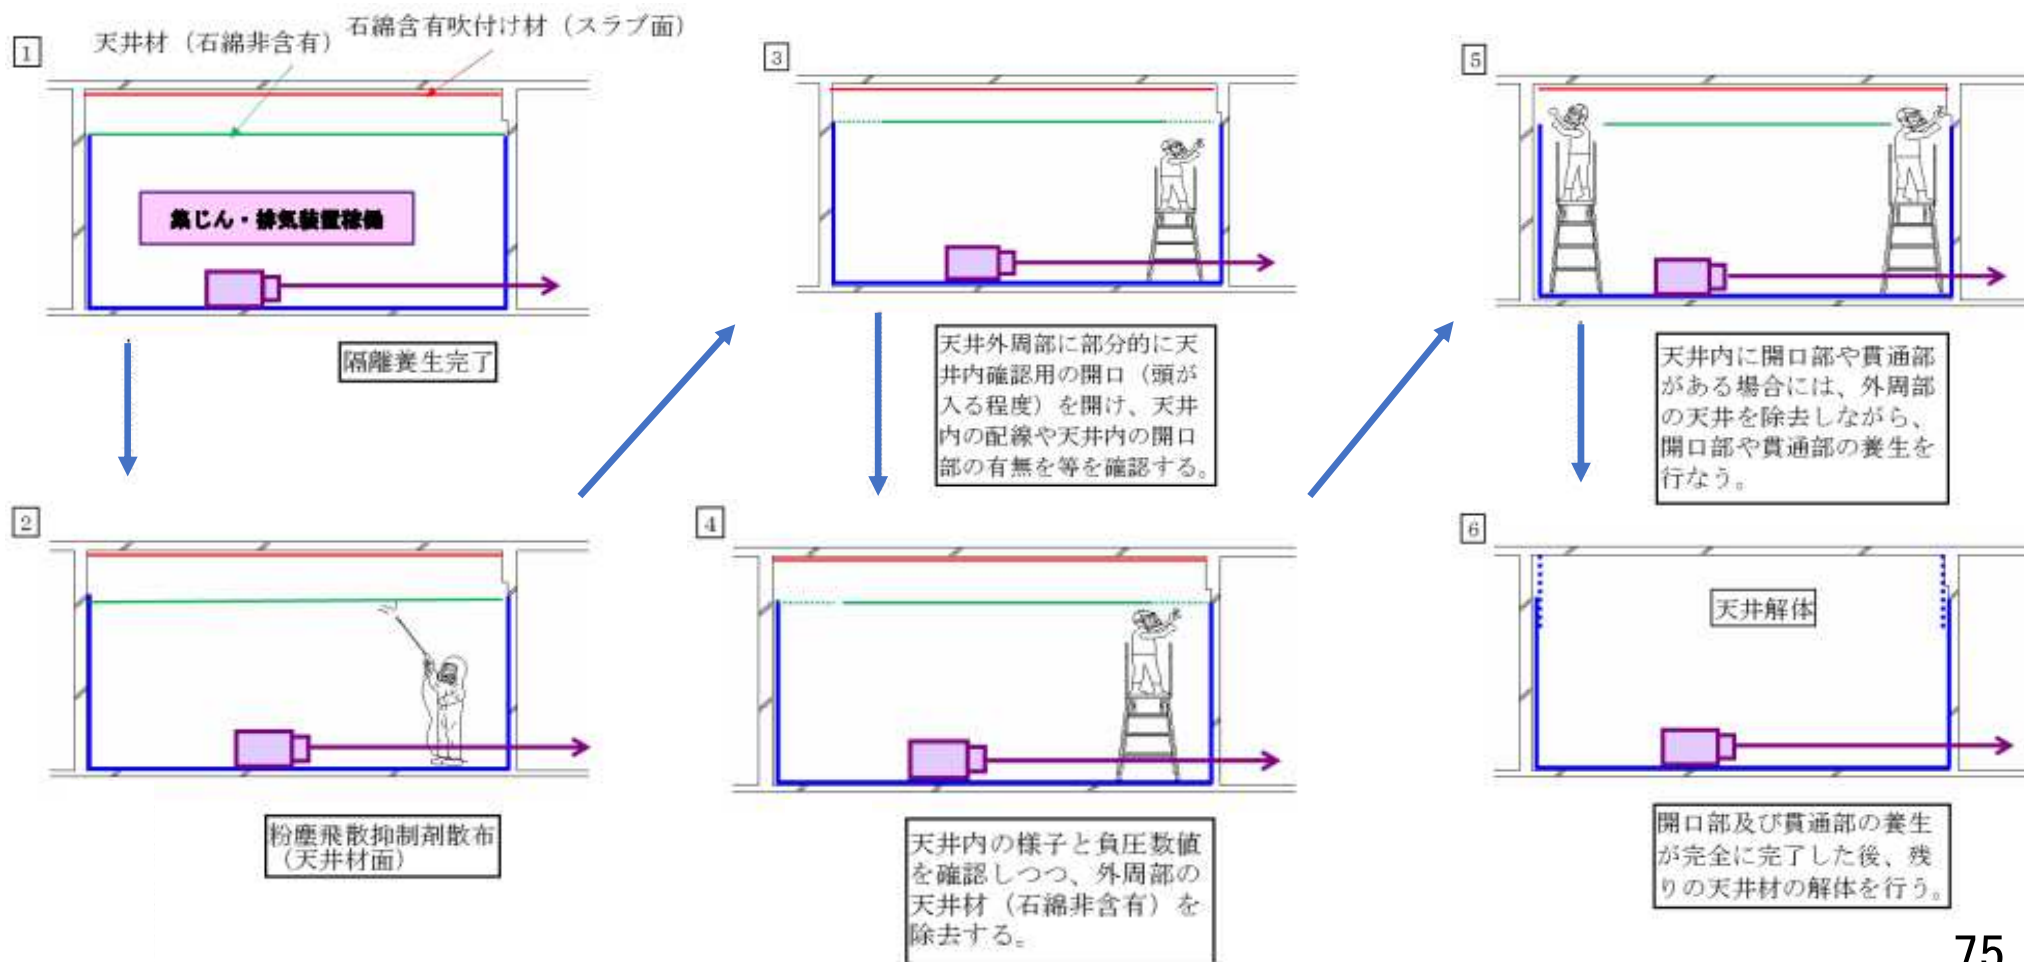 1
天井材（石綿非含有）
石綿含有吹付け材（スラブ面）
集じん・排気装置稼働
隔離養生完了
2
粉塵飛散抑制剤散布
（天井材面）
3
天井外周部に部分的に天
井内確認用の開口（頭が
入る程度）を開け、天井
内の配線や天井内の開口
部の有無を等を確認する。
4
天井内の様子と負圧数値
を確認しつつ、外周部の
天井材（石綿非含有）を
除去する。
5
天井内に開口部や貫通部
がある場合には、外周部
の天井を除去しながら、
開口部や貫通部の養生を
行なう。
6
天井解体
開口部及び貫通部の養生
が完全に完了した後、残
りの天井材の解体を行う。
75